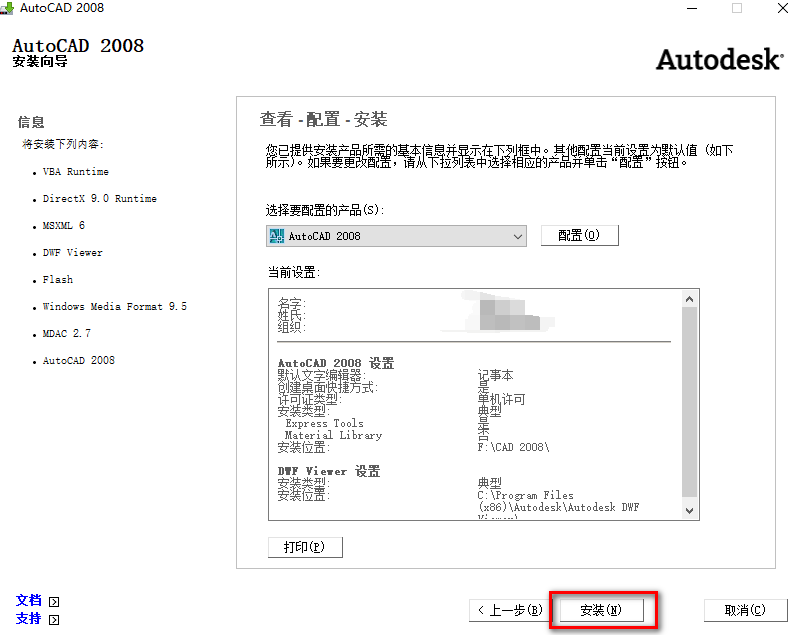 AutoCAD 2008
AutoCAD 2008
安装向导
Autodesk
信息
将安装下列内容:
VBA Runtime
DirectX 9.0 Runtime
MSXML 6
DWF Viewer
Flash
Windows Media Format 9.5
MDAC 2.7
AutoCAD 2008
查看 - 配置 - 安装
您已提供安装产品所需的基本信息并显示在下列框中。其他配置当前设置为默认值（如下
所示）。如果要更改配置，请从下拉列表中选择相应的产品并单击“配置”按钮。
选择要配置的产品(S):
AutoCAD 2008
配置(O)
当前设置:
名字:
姓氏:
组织:
AutoCAD 2008 设置
默认文字编辑器: 记事本
创建桌面快捷方式: 是
许可证类型: 单机许可
安装类型: 典型
Express Tools 是
Material Library 否
安装位置: F:\CAD 2008\
DWF Viewer 设置
安装类型: 典型
安装位置: C:\Program Files
(x86)\Autodesk\Autodesk DWF
Viewer\
打印(P)
文档
支持
< 上一步(B)
安装(N)
取消(C)